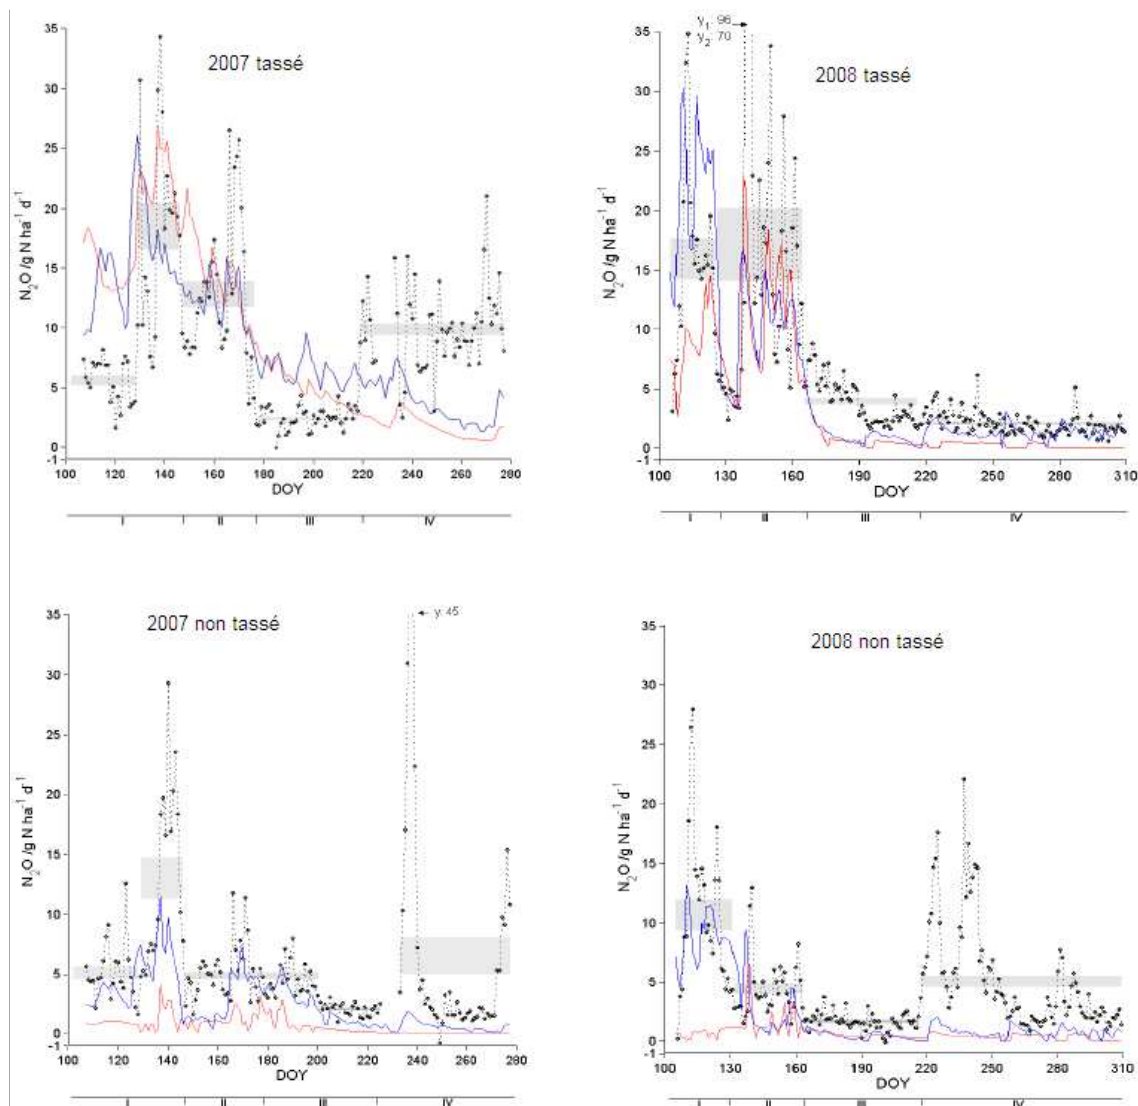 2007 tassé
35
30
25
20
15
10
5
0
-1
N2O /g N ha-1 d-1
100 120 140 160 180 200 220 240 260 280
DOY
I II III IV
y1: 96
y2: 70
2008 tassé
35
30
25
20
15
10
5
0
-1
N2O /g N ha-1 d-1
100 130 160 190 220 250 280 310
DOY
I II III IV
2007 non tassé
y: 45
35
30
25
20
15
10
5
0
-1
N2O /g N ha-1 d-1
100 120 140 160 180 200 220 240 260 280
DOY
I II III IV
2008 non tassé
35
30
25
20
15
10
5
0
-1
N2O /g N ha-1 d-1
100 130 160 190 220 250 280 310
DOY
I II III IV